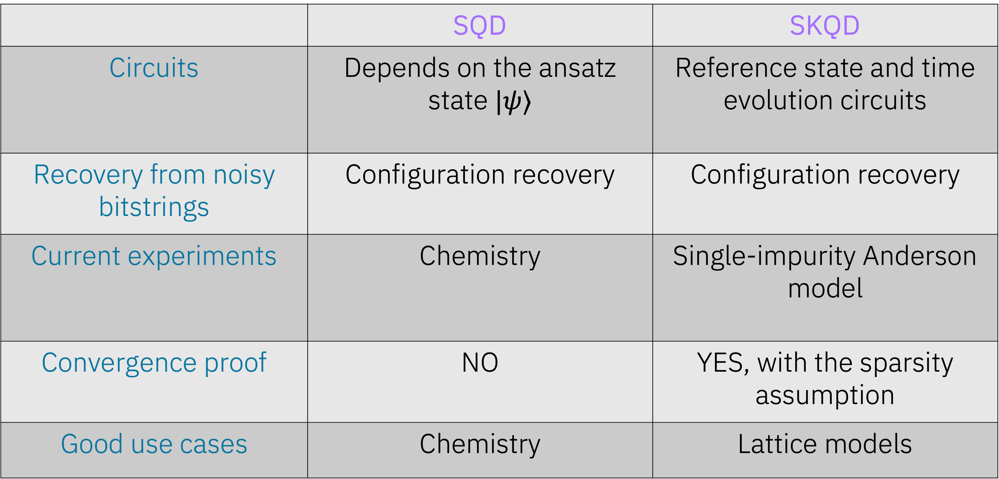 SQD
SKQD
Circuits
Depends on the ansatz
state |ψ⟩
Reference state and time
evolution circuits
Recovery from noisy
bitstrings
Configuration recovery
Configuration recovery
Current experiments
Chemistry
Single-impurity Anderson
model
Convergence proof
NO
YES, with the sparsity
assumption
Good use cases
Chemistry
Lattice models